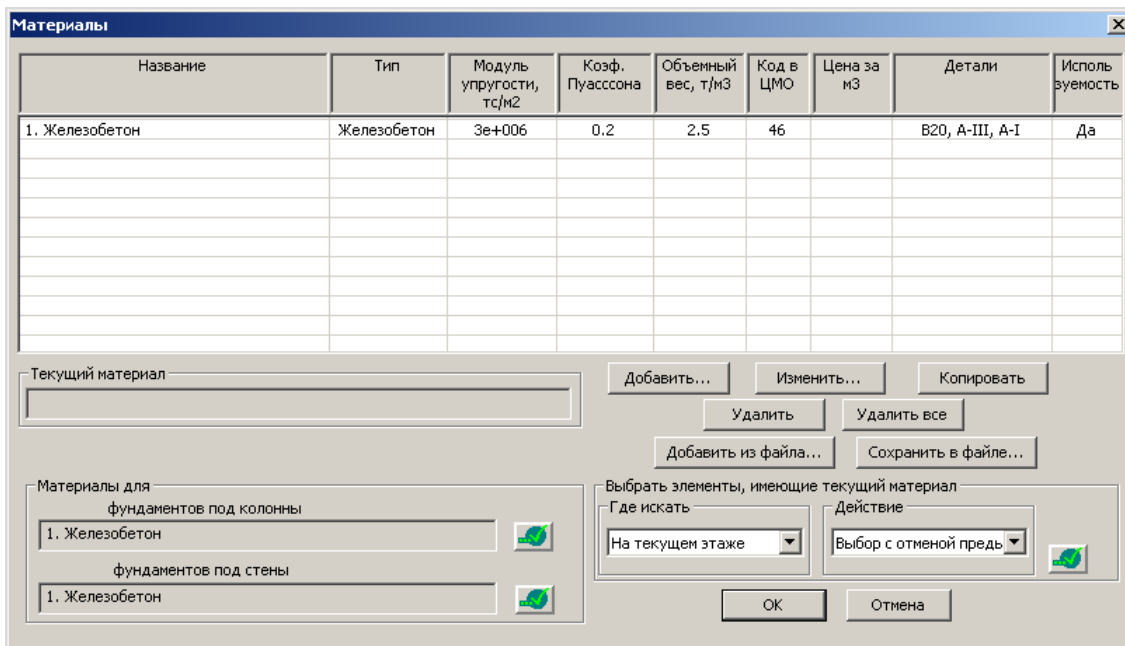 Материалы
Название Тип Модуль упругости, тс/м2 Коэф. Пуасссона Объемный вес, т/м3 Код в ЦМО Цена за м3 Детали Исполь зуемость
1. Железобетон Железобетон 3e+006 0.2 2.5 46 B20, A-III, A-I Да
Текущий материал
Добавить... Изменить... Копировать
Удалить Удалить все
Добавить из файла... Сохранить в файле...
Материалы для
фундаментов под колонны
1. Железобетон
фундаментов под стены
1. Железобетон
Выбрать элементы, имеющие текущий материал
Где искать Действие
На текущем этаже Выбор с отменой предь
OK Отмена